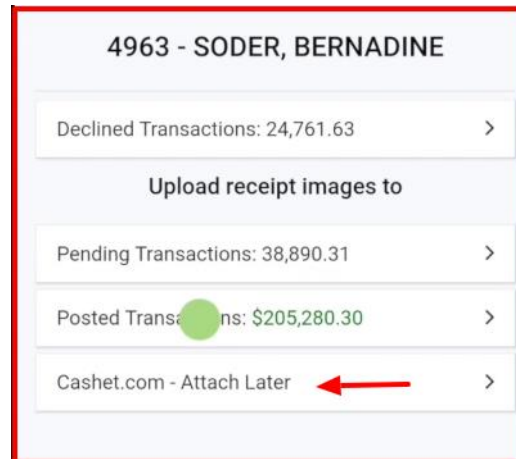 4963 - SODER, BERNADINE
Declined Transactions: 24,761.63
Upload receipt images to
Pending Transactions: 38,890.31
Posted ns: $205,280.30
Cashet.com - Attach Later